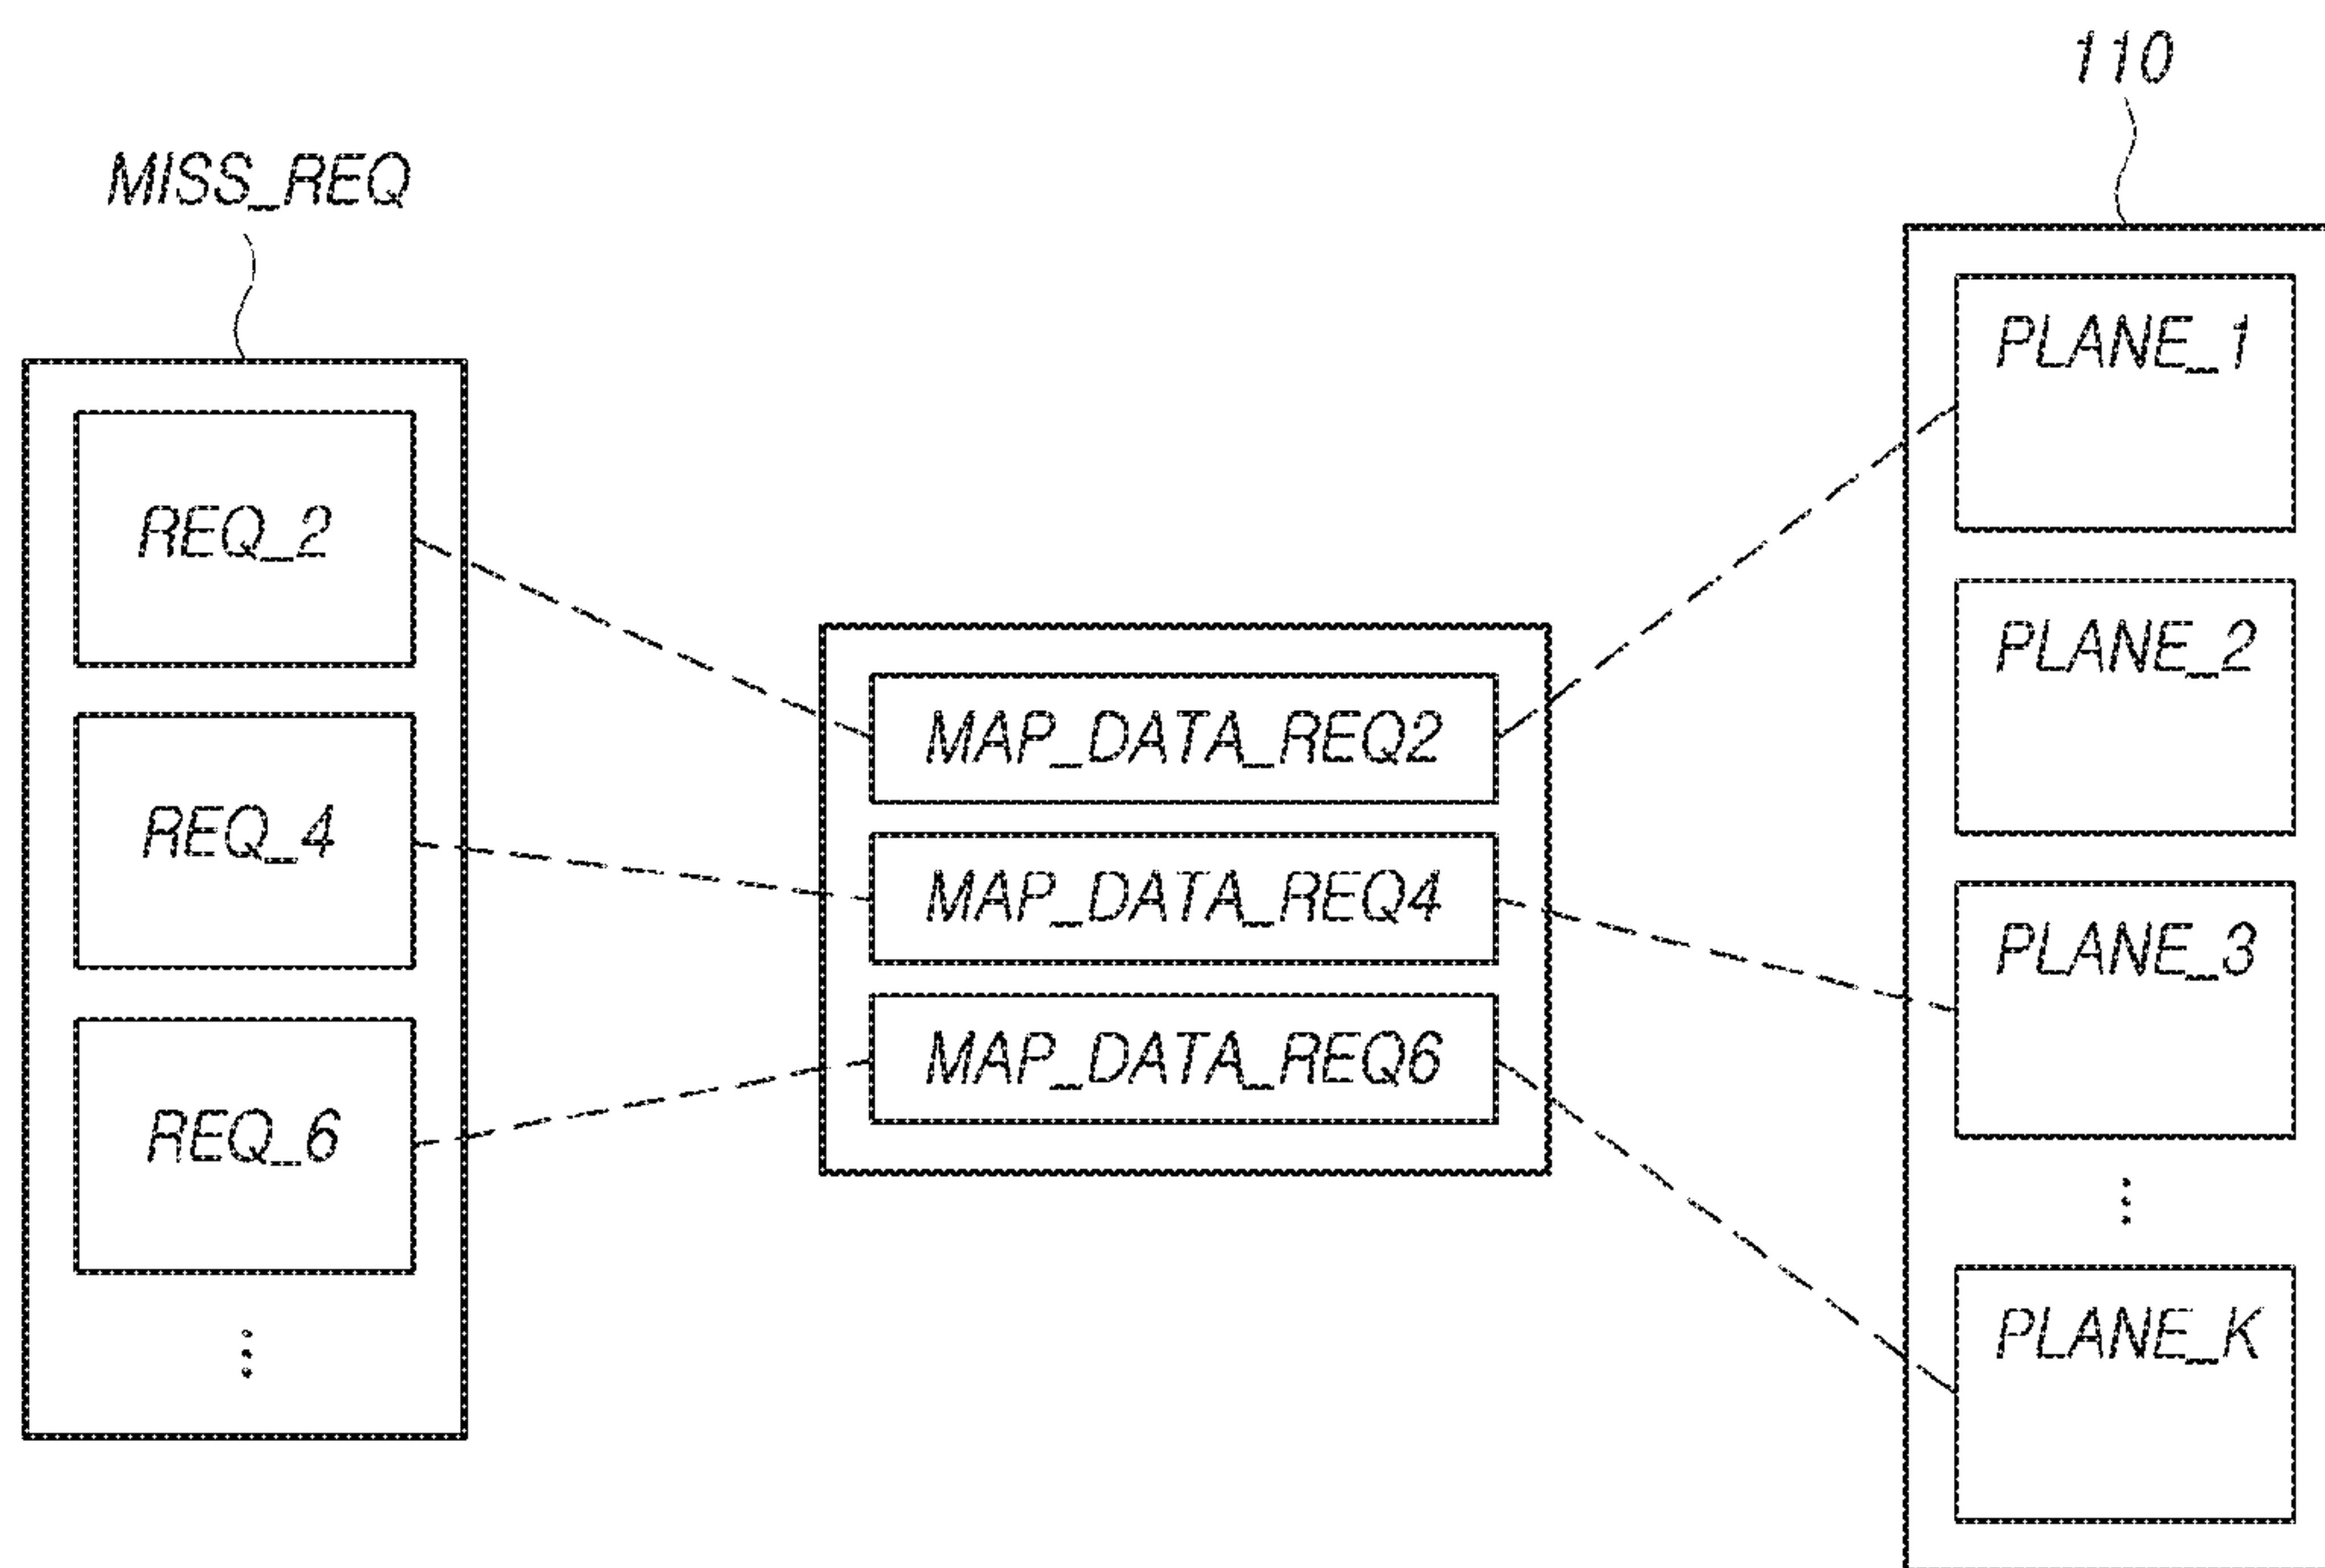 110
MISS_REQ
PLANE_1
REQ_2
PLANE_2
MAP_DATA_REQ2
REQ_4
MAP_DATA_REQ4
PLANE_3
MAP_DATA_REQ6
REQ_6
⋮
PLANE_K
⋮